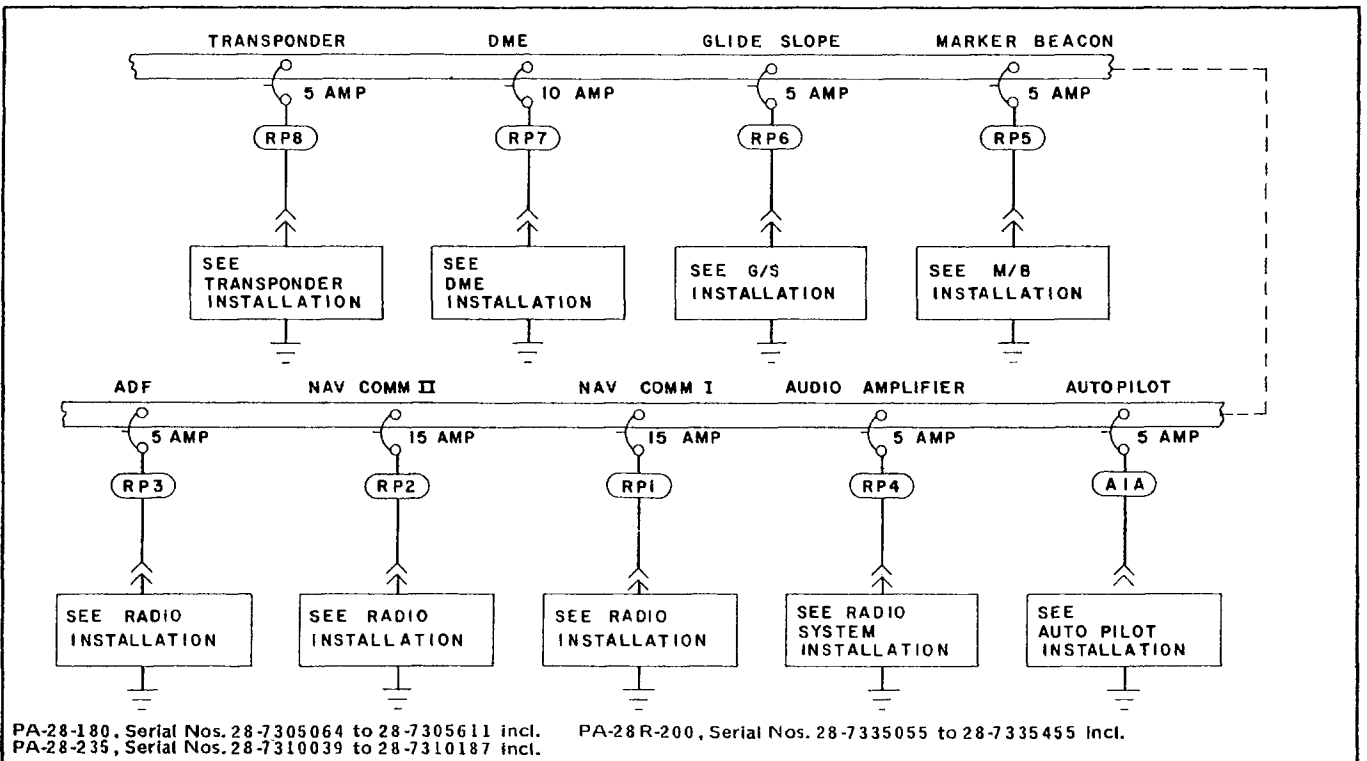 TRANSPONDER DME GLIDE SLOPE MARKER BEACON
5 AMP 10 AMP 5 AMP 5 AMP
RP8 RP7 RP6 RP5
SEE TRANSPONDER INSTALLATION
SEE DME INSTALLATION
SEE G/S INSTALLATION
SEE M/B INSTALLATION
ADF NAV COMM II NAV COMM I AUDIO AMPLIFIER AUTOPILOT
5 AMP 15 AMP 15 AMP 5 AMP 5 AMP
RP3 RP2 RP1 RP4 A1A
SEE RADIO INSTALLATION
SEE RADIO INSTALLATION
SEE RADIO INSTALLATION
SEE RADIO SYSTEM INSTALLATION
SEE AUTO PILOT INSTALLATION
PA-28-180, Serial Nos. 28-7305064 to 28-7305611 incl. PA-28R-200, Serial Nos. 28-7335055 to 28-7335455 incl.
PA-28-235, Serial Nos. 28-7310039 to 28-7310187 incl.